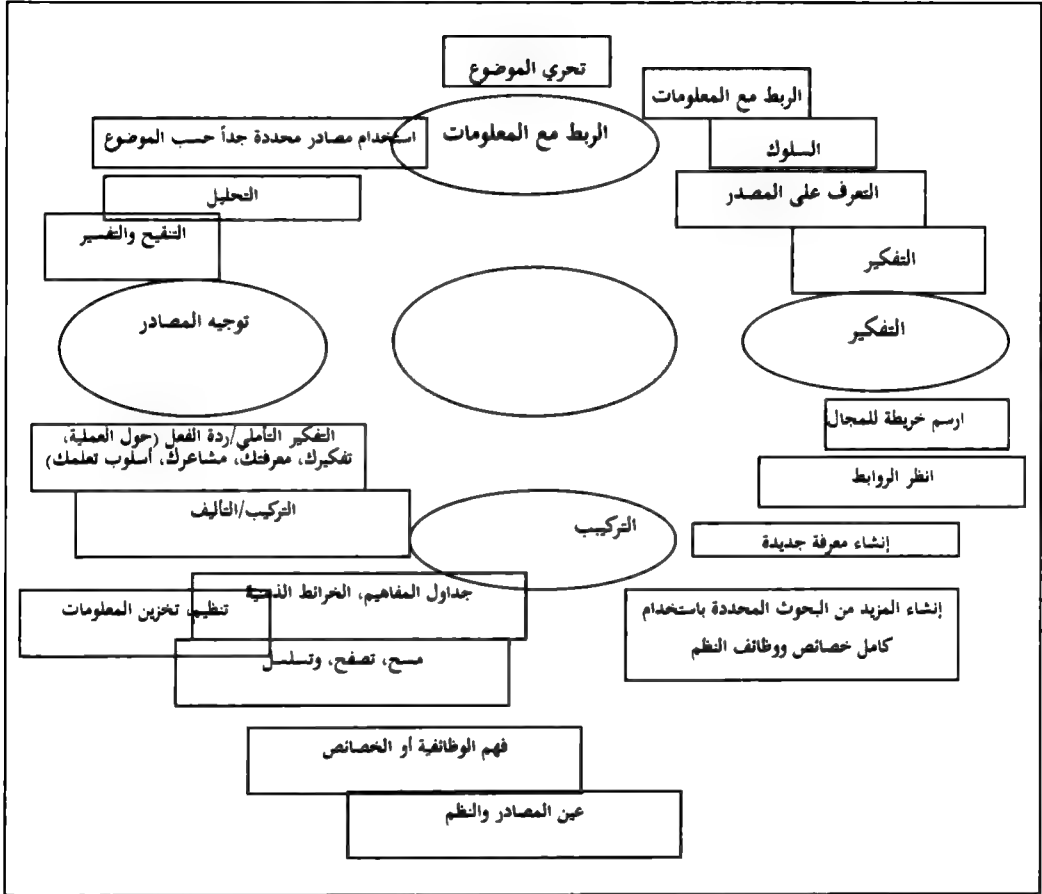 تحري الموضوع
الربط مع المعلومات
الربط مع المعلومات
استخدام مصادر محددة جداً حسب الموضوع
السلوك
التحليل
التعرف على المصدر
التنقيح والتفسير
التفكير
توجيه المصادر
التفكير
ارسم خريطة للمجال
التفكير التأملي/ردة الفعل (حول العملية،
تفكيرك، معرفتك، مشاعرك، أسلوب تعلمك)
انظر الروابط
التركيب/التأليف
التركييب
إنشاء معرفة جديدة
جداول المفاهيم، الخرائط الذهنية
تنظيم، تخزين المعلومات
إنشاء المزيد من البحوث المحددة باستخدام
كامل خصائص ووظائف النظم
مسح، تصفح، وتسلسل
فهم الوظائفية أو الخصائص
عين المصادر والنظم